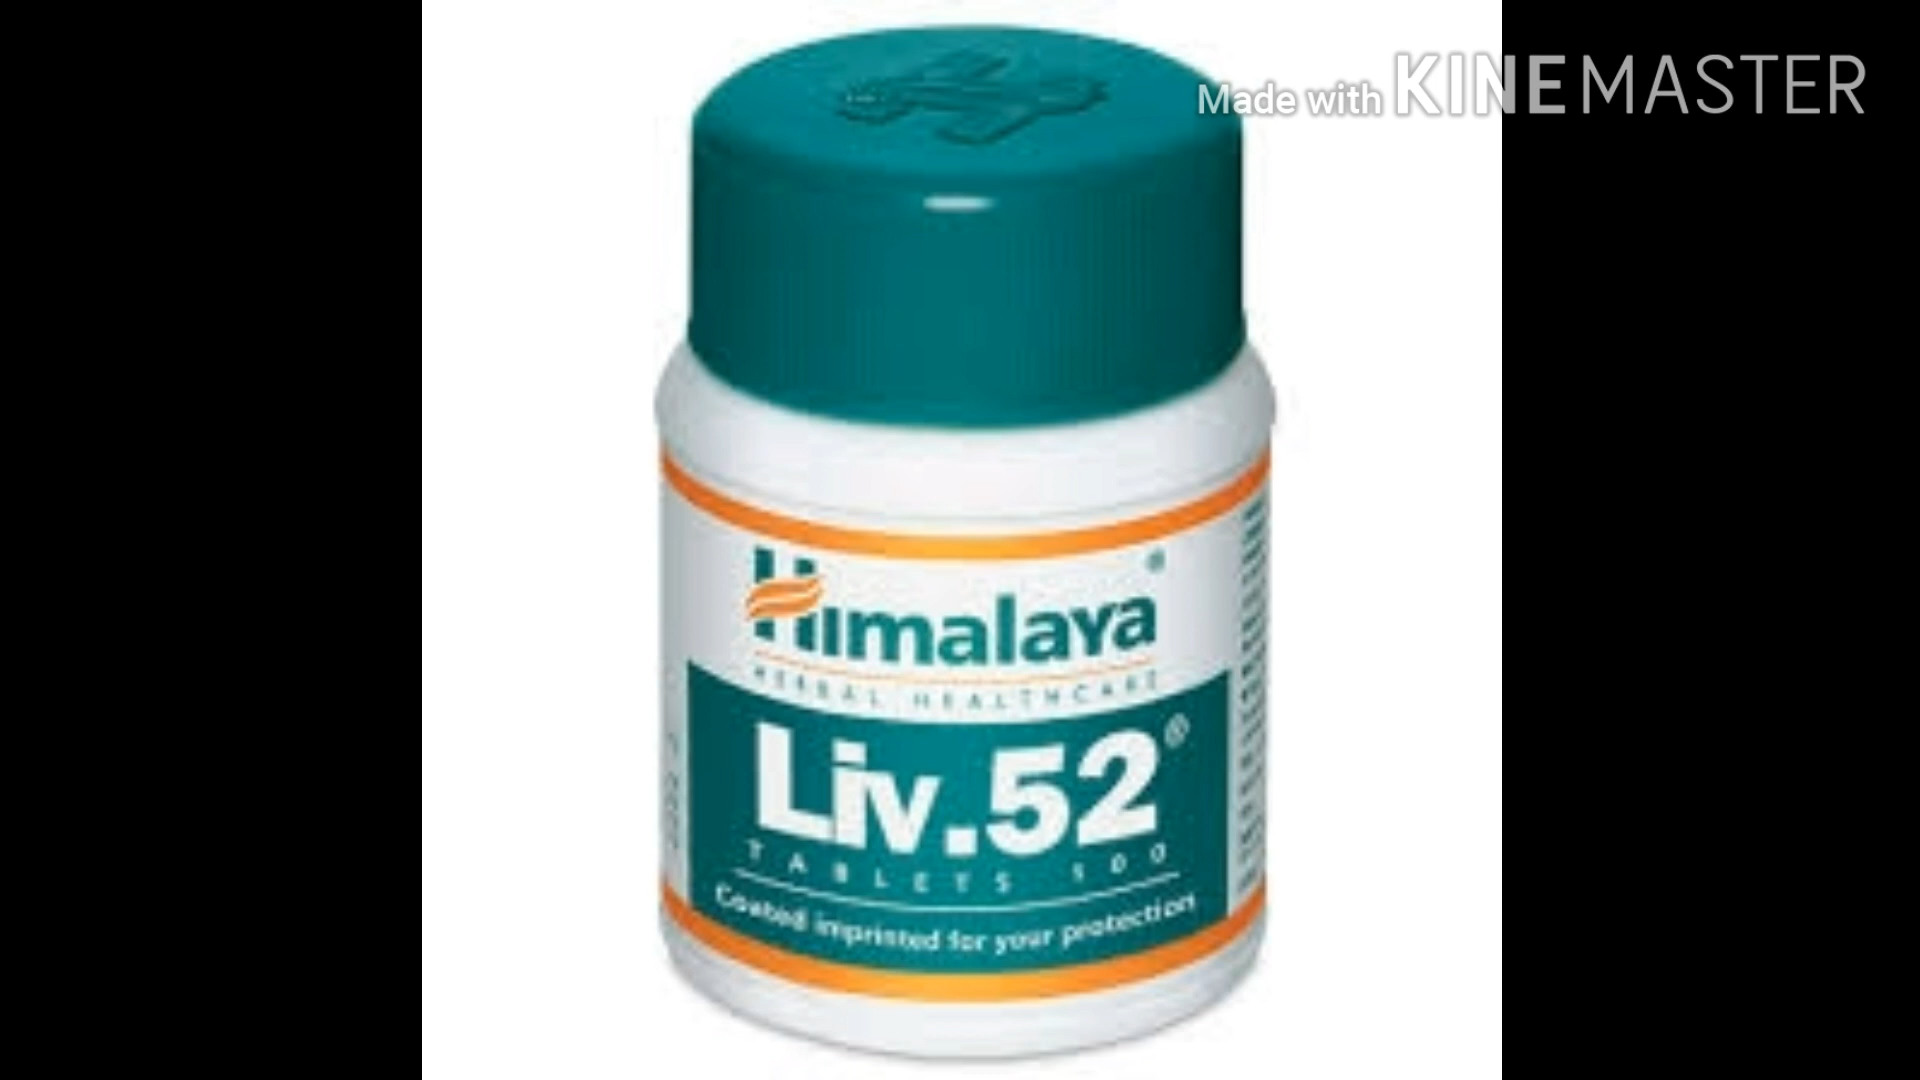 Made with KINEMASTER
Himalaya®
HERBAL HEALTHCARE
Liv.52®
TABLETS 100
Coated imprinted for your protection